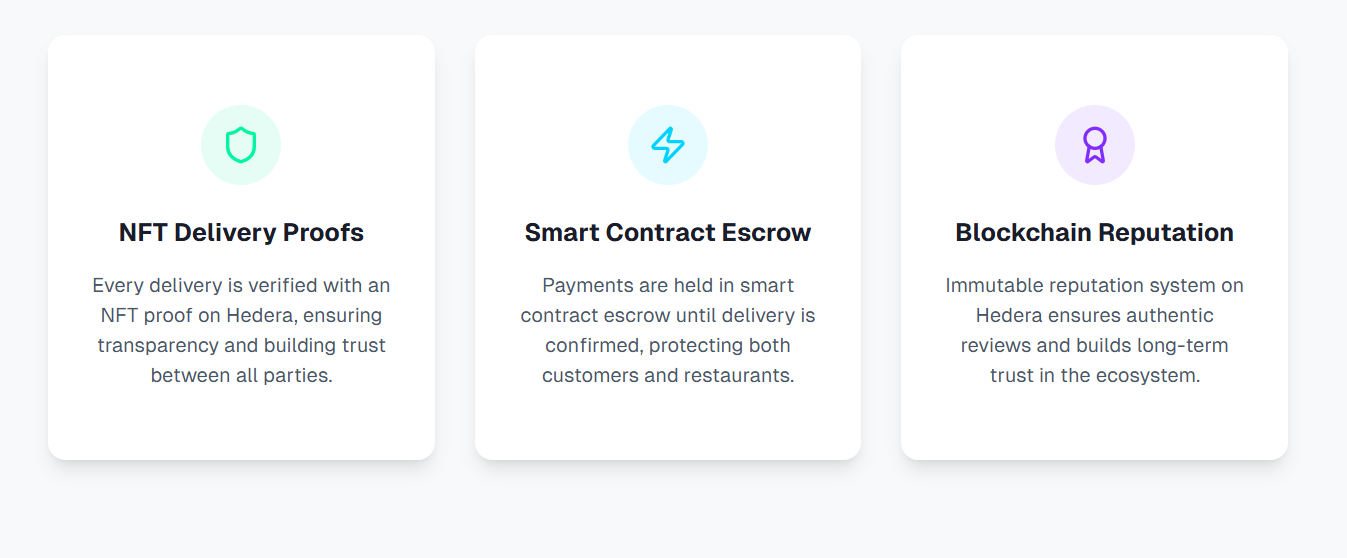 NFT Delivery Proofs
Every delivery is verified with an
NFT proof on Hedera, ensuring
transparency and building trust
between all parties.
Smart Contract Escrow
Payments are held in smart
contract escrow until delivery is
confirmed, protecting both
customers and restaurants.
Blockchain Reputation
Immutable reputation system on
Hedera ensures authentic
reviews and builds long-term
trust in the ecosystem.